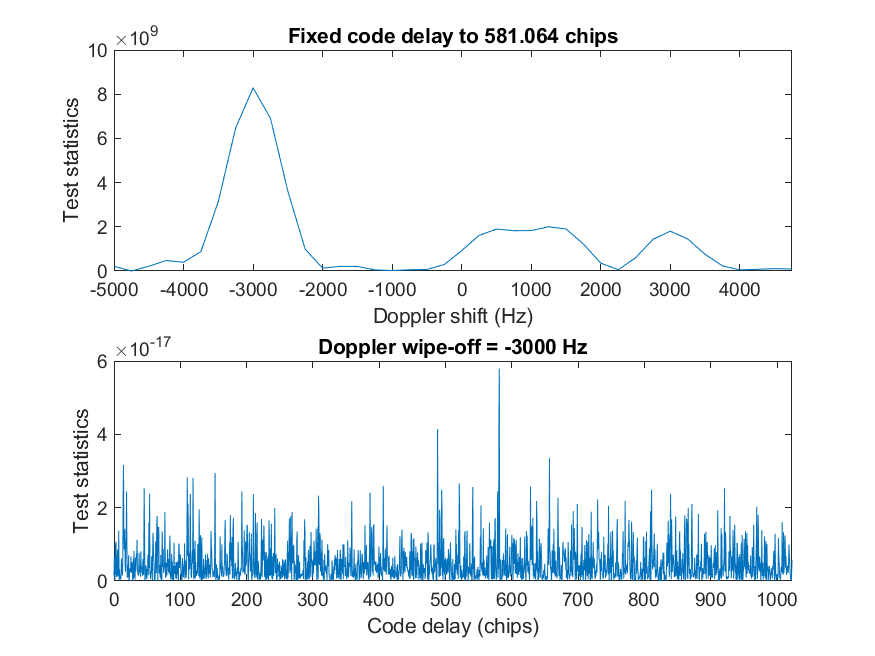 ×10^9
Fixed code delay to 581.064 chips
10
8
6
4
2
0
Test statistics
-5000 -4000 -3000 -2000 -1000 0 1000 2000 3000 4000
Doppler shift (Hz)
×10^-17
Doppler wipe-off = -3000 Hz
6
4
2
0
Test statistics
0 100 200 300 400 500 600 700 800 900 1000
Code delay (chips)